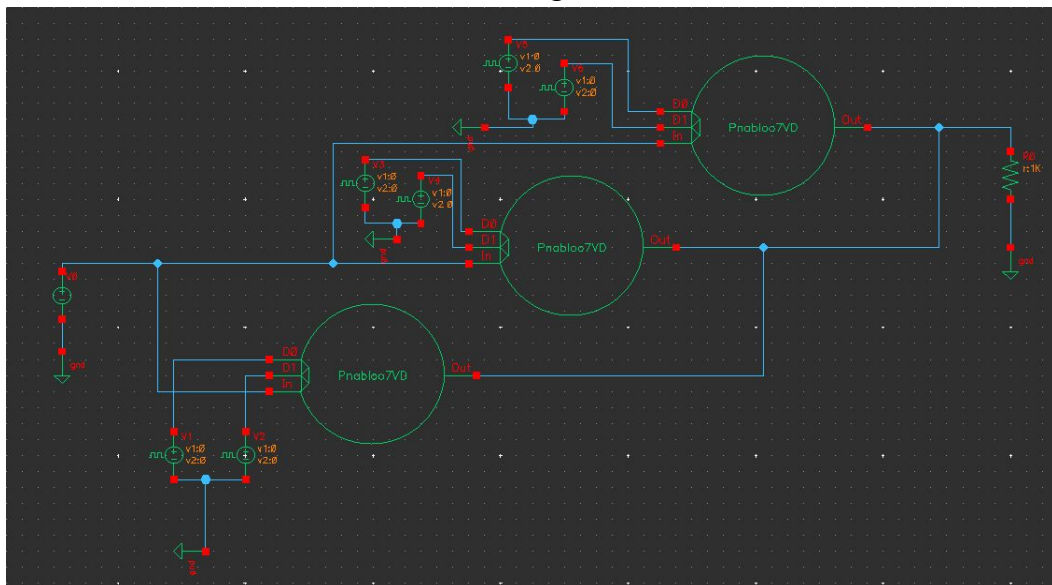 V5
v1:0
v2:0
V6
v1:0
v2:0
D0
D1
In
Pnabloo7VD
Out
gnd
R0
r:1K
gnd
V3
v1:0
v2:0
V4
v1:0
v2:0
D0
D1
In
Pnabloo7VD
Out
gnd
V0
gnd
D0
D1
In
Pnabloo7VD
Out
V1
v1:0
v2:0
V2
v1:0
v2:0
gnd